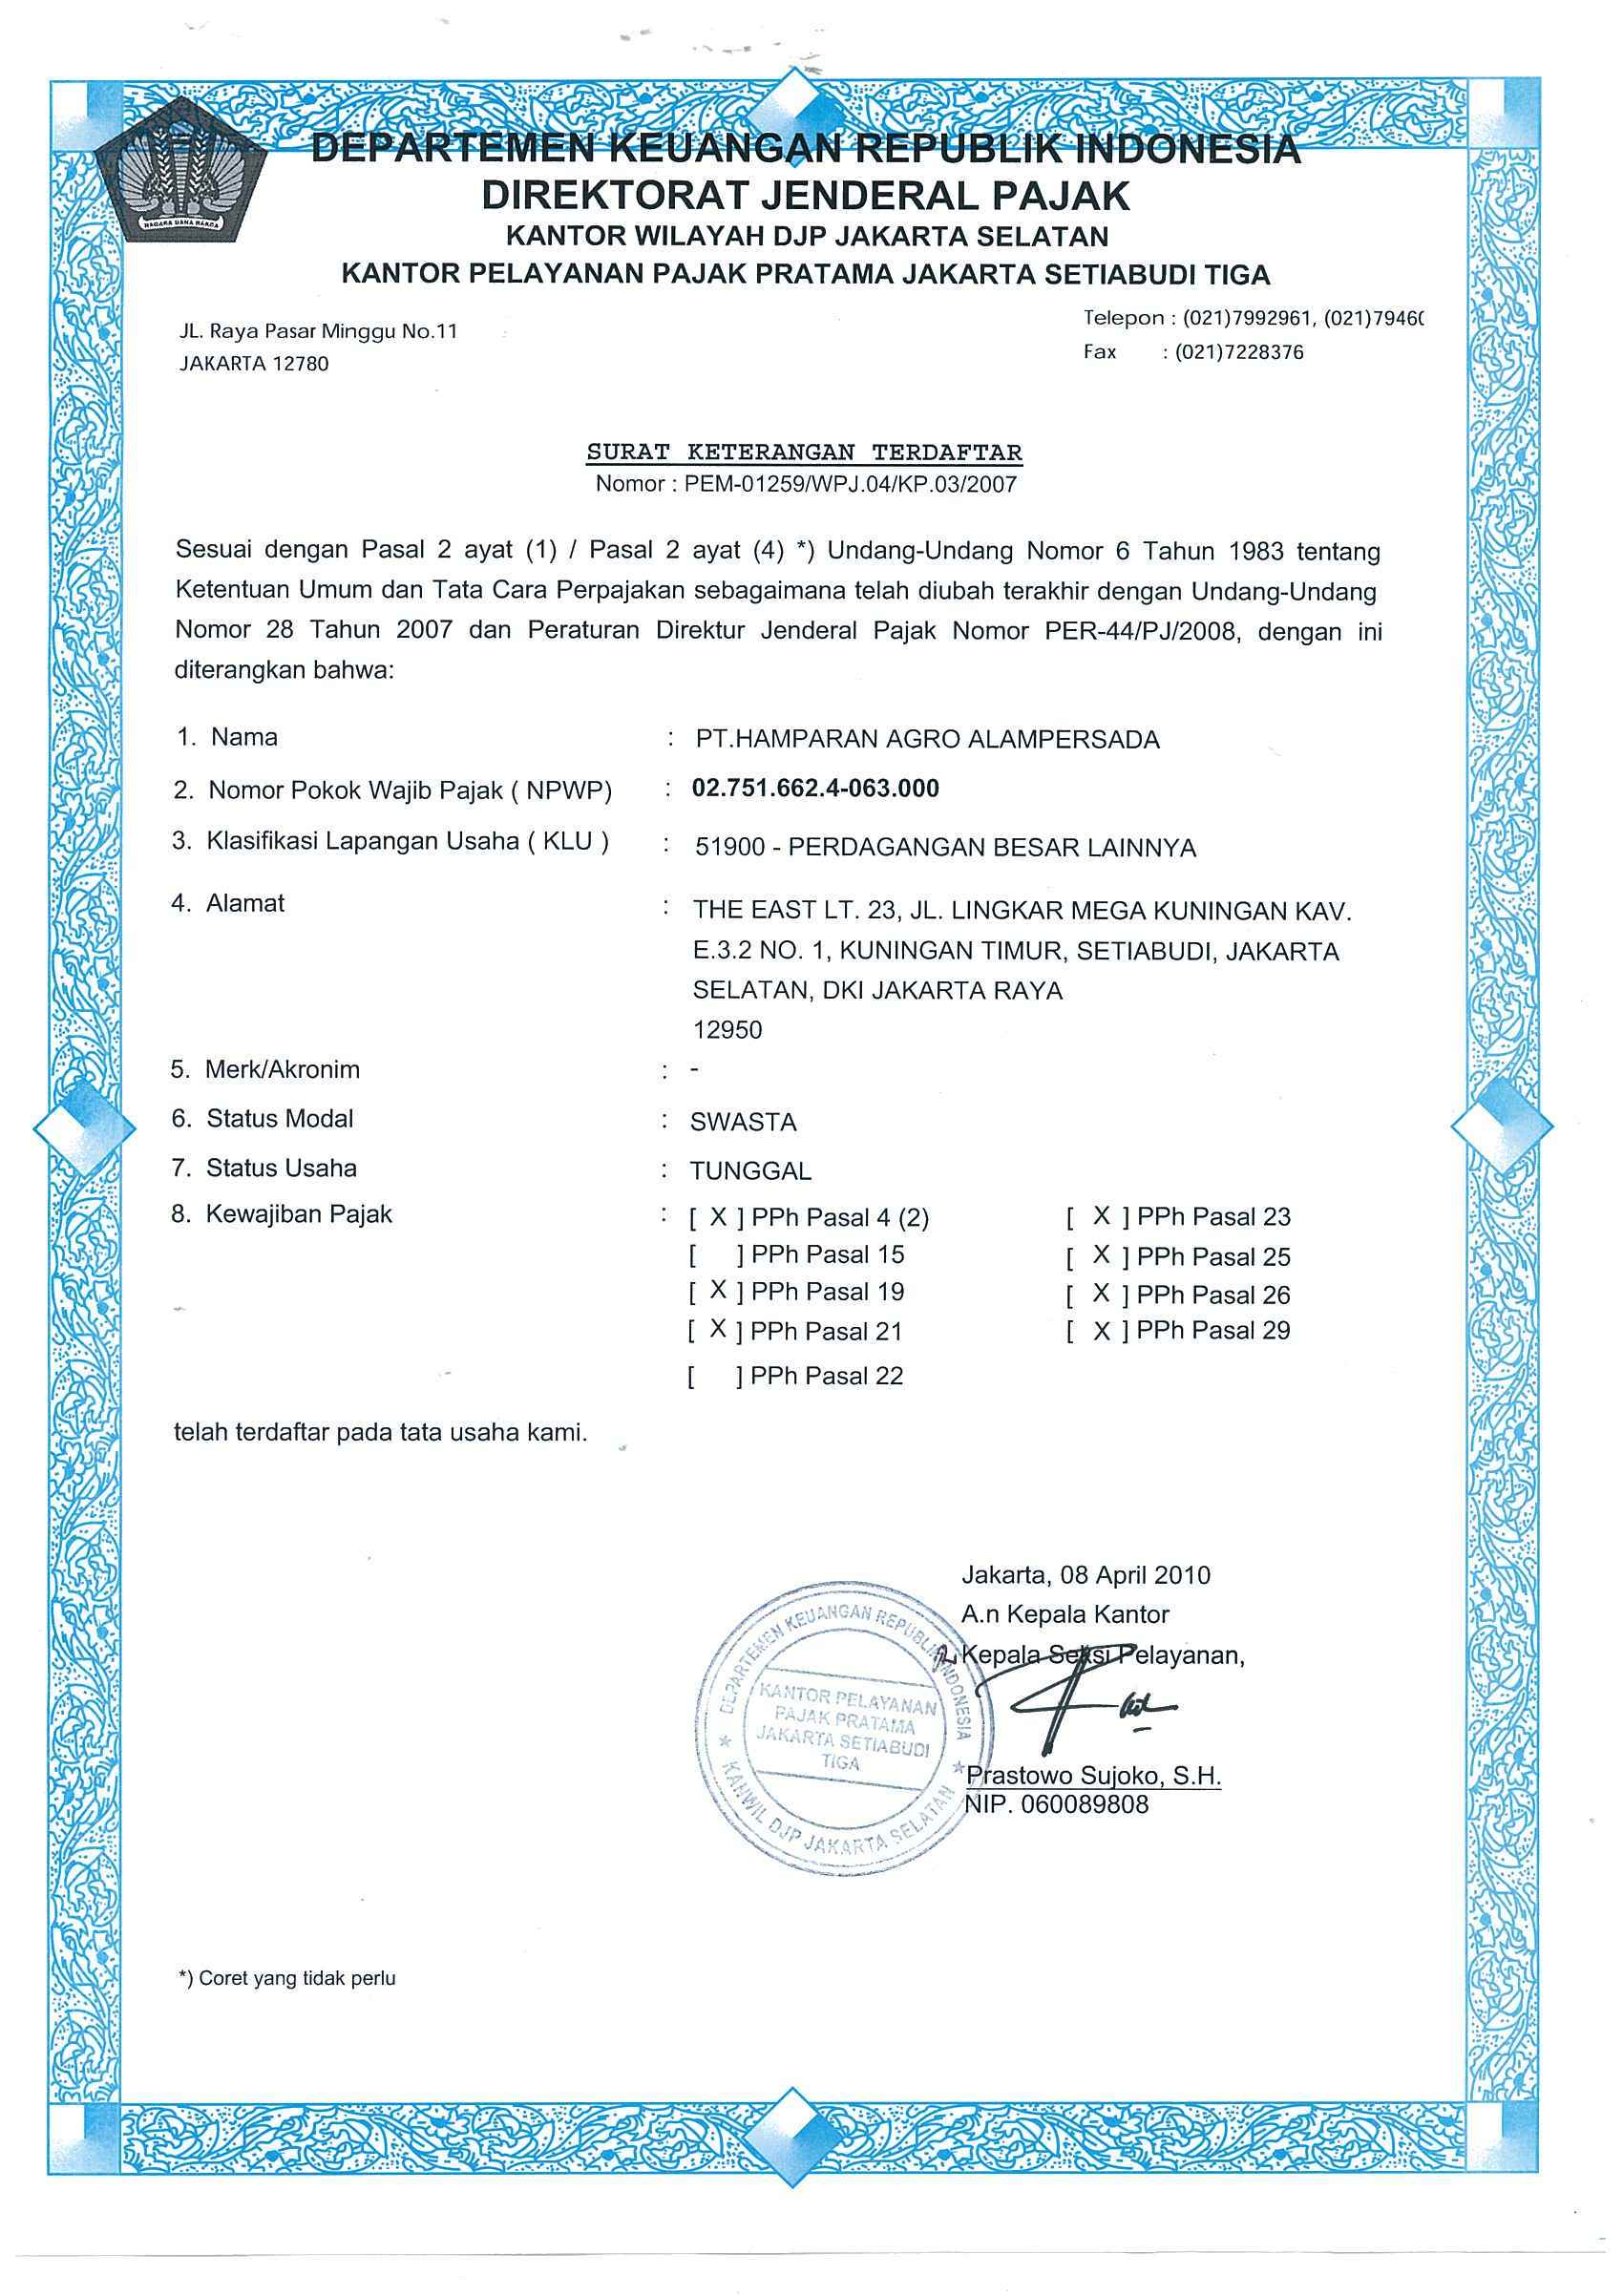 DEPARTEMEN KEUANGAN REPUBLIK INDONESIA
DIREKTORAT JENDERAL PAJAK
KANTOR WILAYAH DJP JAKARTA SELATAN
KANTOR PELAYANAN PAJAK PRATAMA JAKARTA SETIABUDI TIGA
NAGARA DANA RAKCA
JL. Raya Pasar Minggu No.11
JAKARTA 12780
Telepon : (021)7992961, (021)7946(
Fax : (021)7228376
SURAT KETERANGAN TERDAFTAR
Nomor : PEM-01259/WPJ.04/KP.03/2007
Sesuai dengan Pasal 2 ayat (1) / Pasal 2 ayat (4) *) Undang-Undang Nomor 6 Tahun 1983 tentang
Ketentuan Umum dan Tata Cara Perpajakan sebagaimana telah diubah terakhir dengan Undang-Undang
Nomor 28 Tahun 2007 dan Peraturan Direktur Jenderal Pajak Nomor PER-44/PJ/2008, dengan ini
diterangkan bahwa:
1. Nama : PT.HAMPARAN AGRO ALAMPERSADA
2. Nomor Pokok Wajib Pajak ( NPWP) : 02.751.662.4-063.000
3. Klasifikasi Lapangan Usaha ( KLU ) : 51900 - PERDAGANGAN BESAR LAINNYA
4. Alamat : THE EAST LT. 23, JL. LINGKAR MEGA KUNINGAN KAV.
E.3.2 NO. 1, KUNINGAN TIMUR, SETIABUDI, JAKARTA
SELATAN, DKI JAKARTA RAYA
12950
5. Merk/Akronim : -
6. Status Modal : SWASTA
7. Status Usaha : TUNGGAL
8. Kewajiban Pajak : [ X ] PPh Pasal 4 (2) [ X ] PPh Pasal 23
[ ] PPh Pasal 15 [ X ] PPh Pasal 25
[ X ] PPh Pasal 19 [ X ] PPh Pasal 26
[ X ] PPh Pasal 21 [ X ] PPh Pasal 29
[ ] PPh Pasal 22
telah terdaftar pada tata usaha kami.
Jakarta, 08 April 2010
A.n Kepala Kantor
Kepala Seksi Pelayanan,
DEPARTEMEN KEUANGAN REPUBLIK INDONESIA
KANTOR PELAYANAN
PAJAK PRATAMA
JAKARTA SETIABUDI
TIGA
KANWIL DJP JAKARTA SELATAN
Prastowo Sujoko, S.H.
NIP. 060089808
*) Coret yang tidak perlu